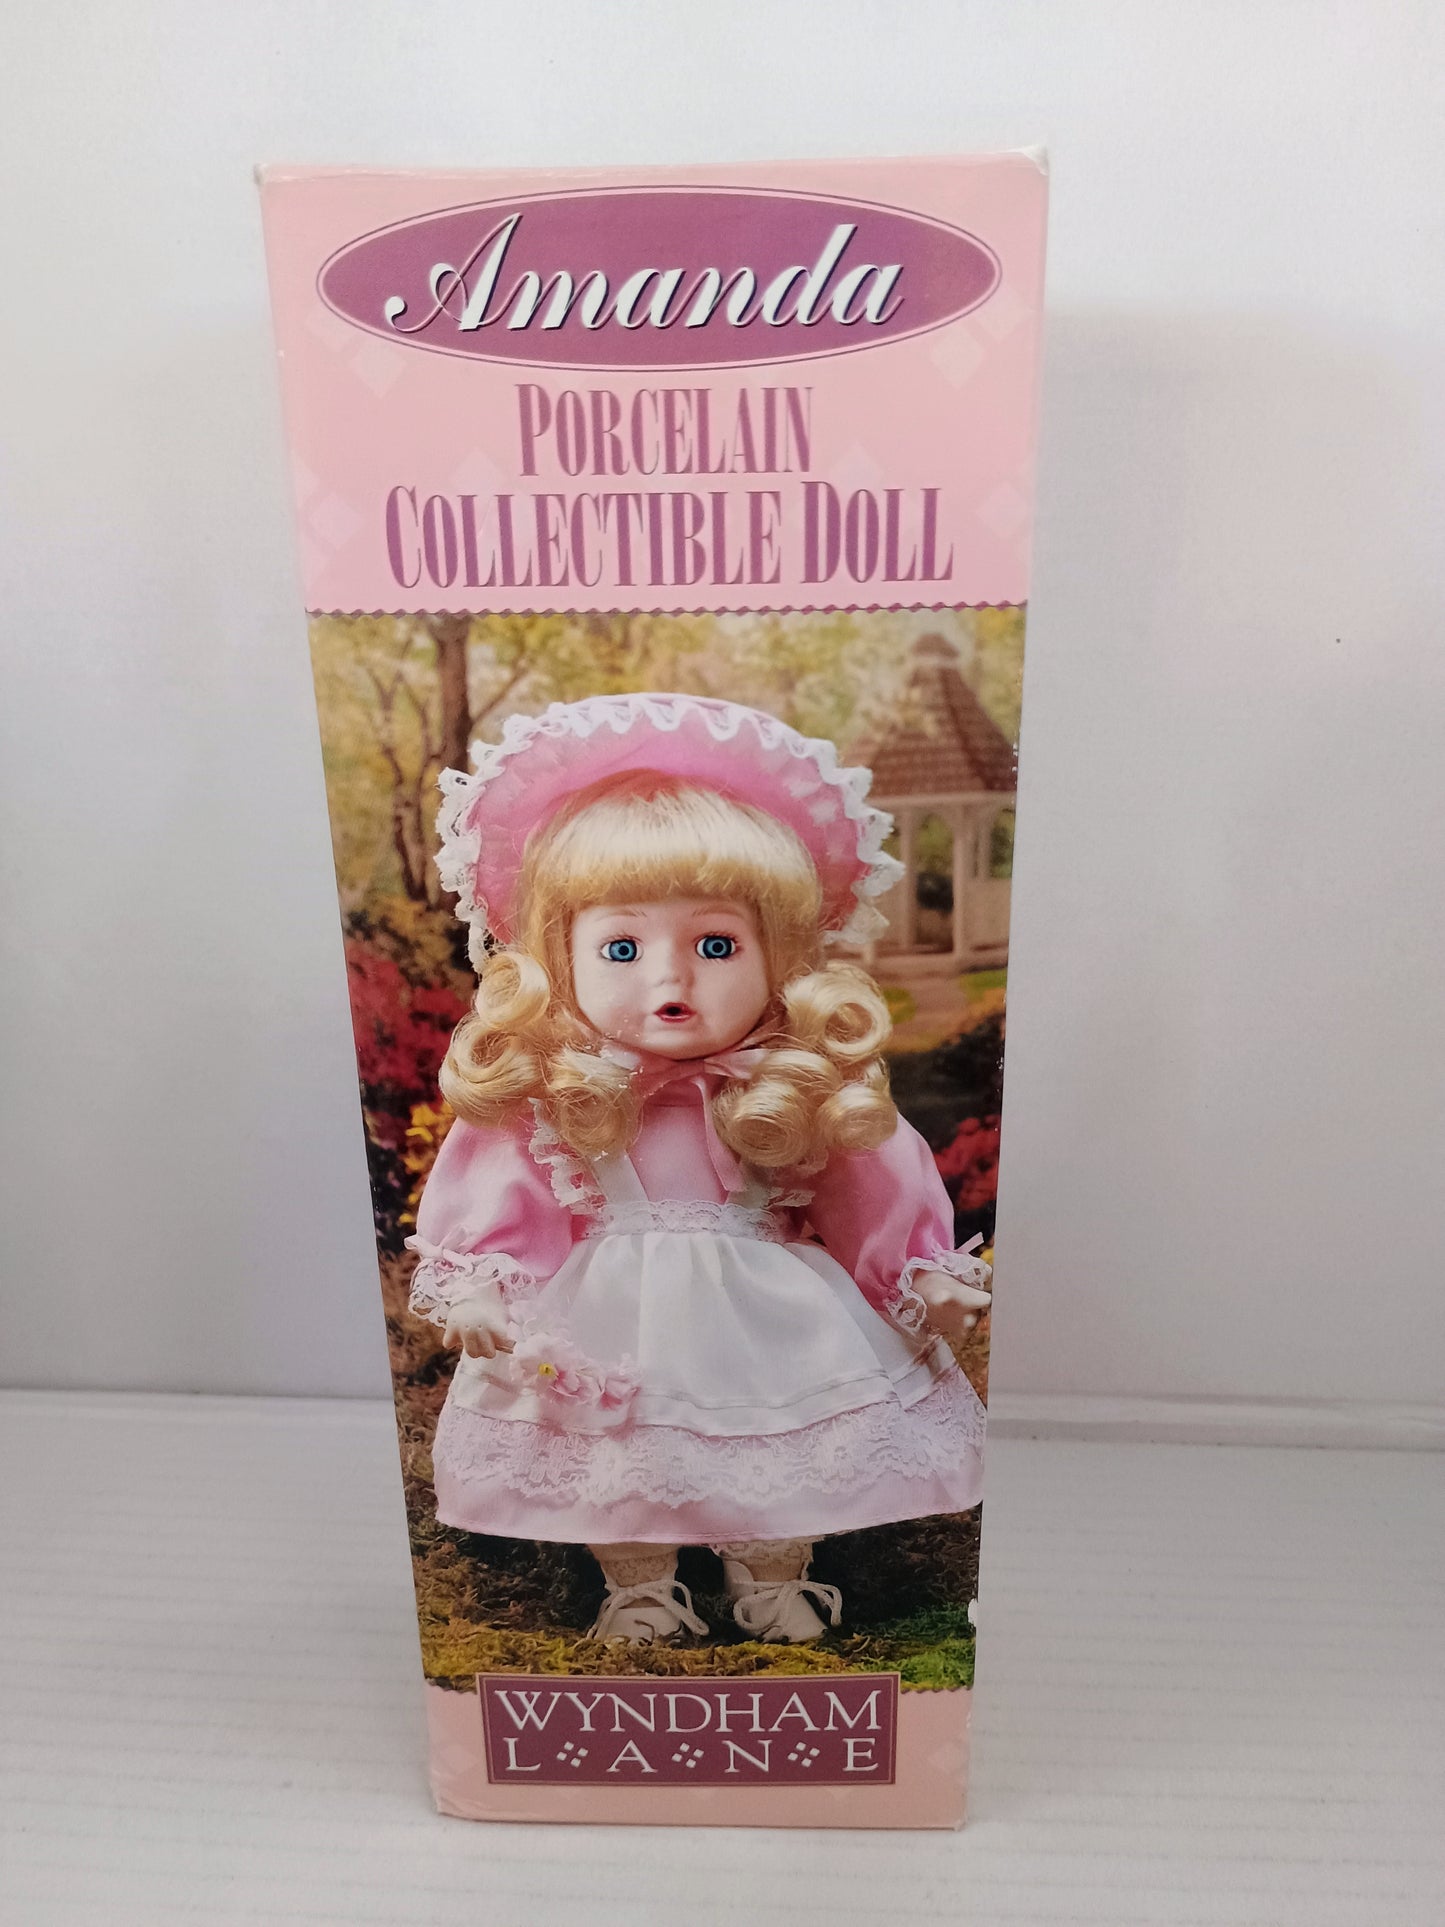 Amanda
PORCELAIN
COLLECTIBLE DOLL
WYNDHAM
LANE